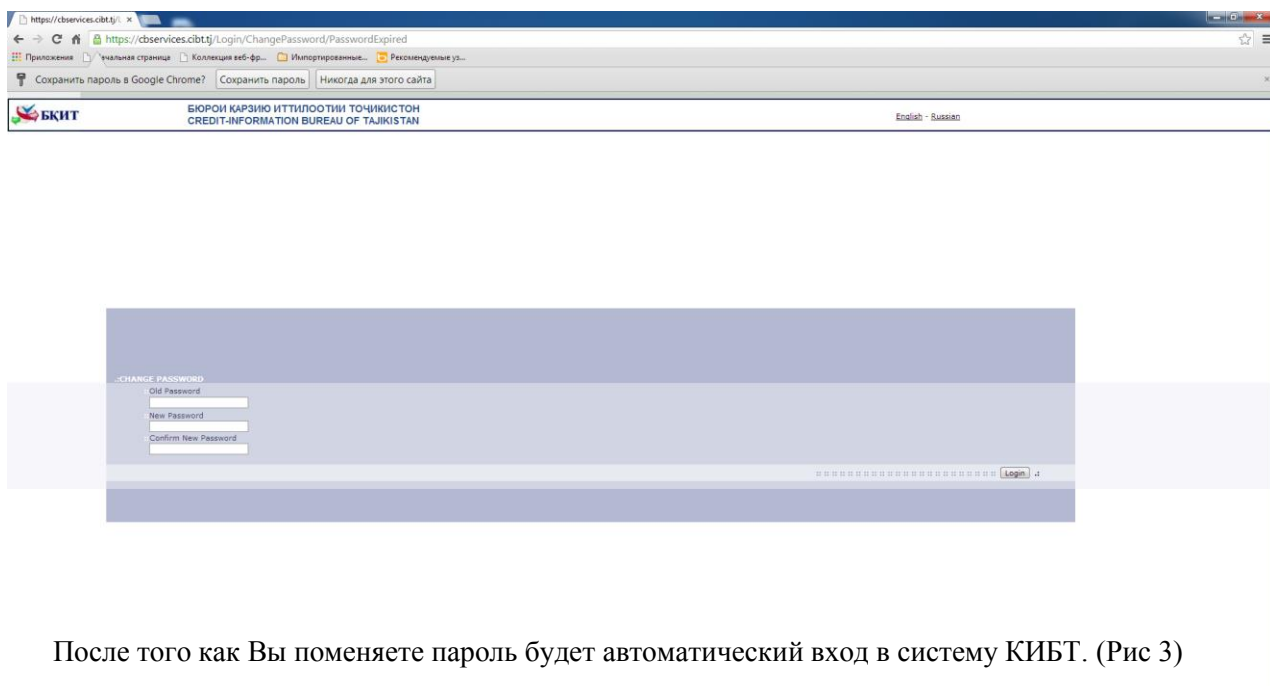 https://cbservices.cibt.tj/L
https://cbservices.cibt.tj/Login/ChangePassword/PasswordExpired
Приложения чальная страница Коллекция веб-фр... Импортированные... Рекомендуемые уз...
Сохранить пароль в Google Chrome? Сохранить пароль Никогда для этого сайта
БҚИТ
БЮРОИ КАРЗИЮ ИТТИЛООТИИ ТОЧИКИСТОН
CREDIT-INFORMATION BUREAU OF TAJIKISTAN
English - Russian
.:CHANGE PASSWORD
Old Password
New Password
Confirm New Password
Login
После того как Вы поменяете пароль будет автоматический вход в систему КИБТ. (Рис 3)